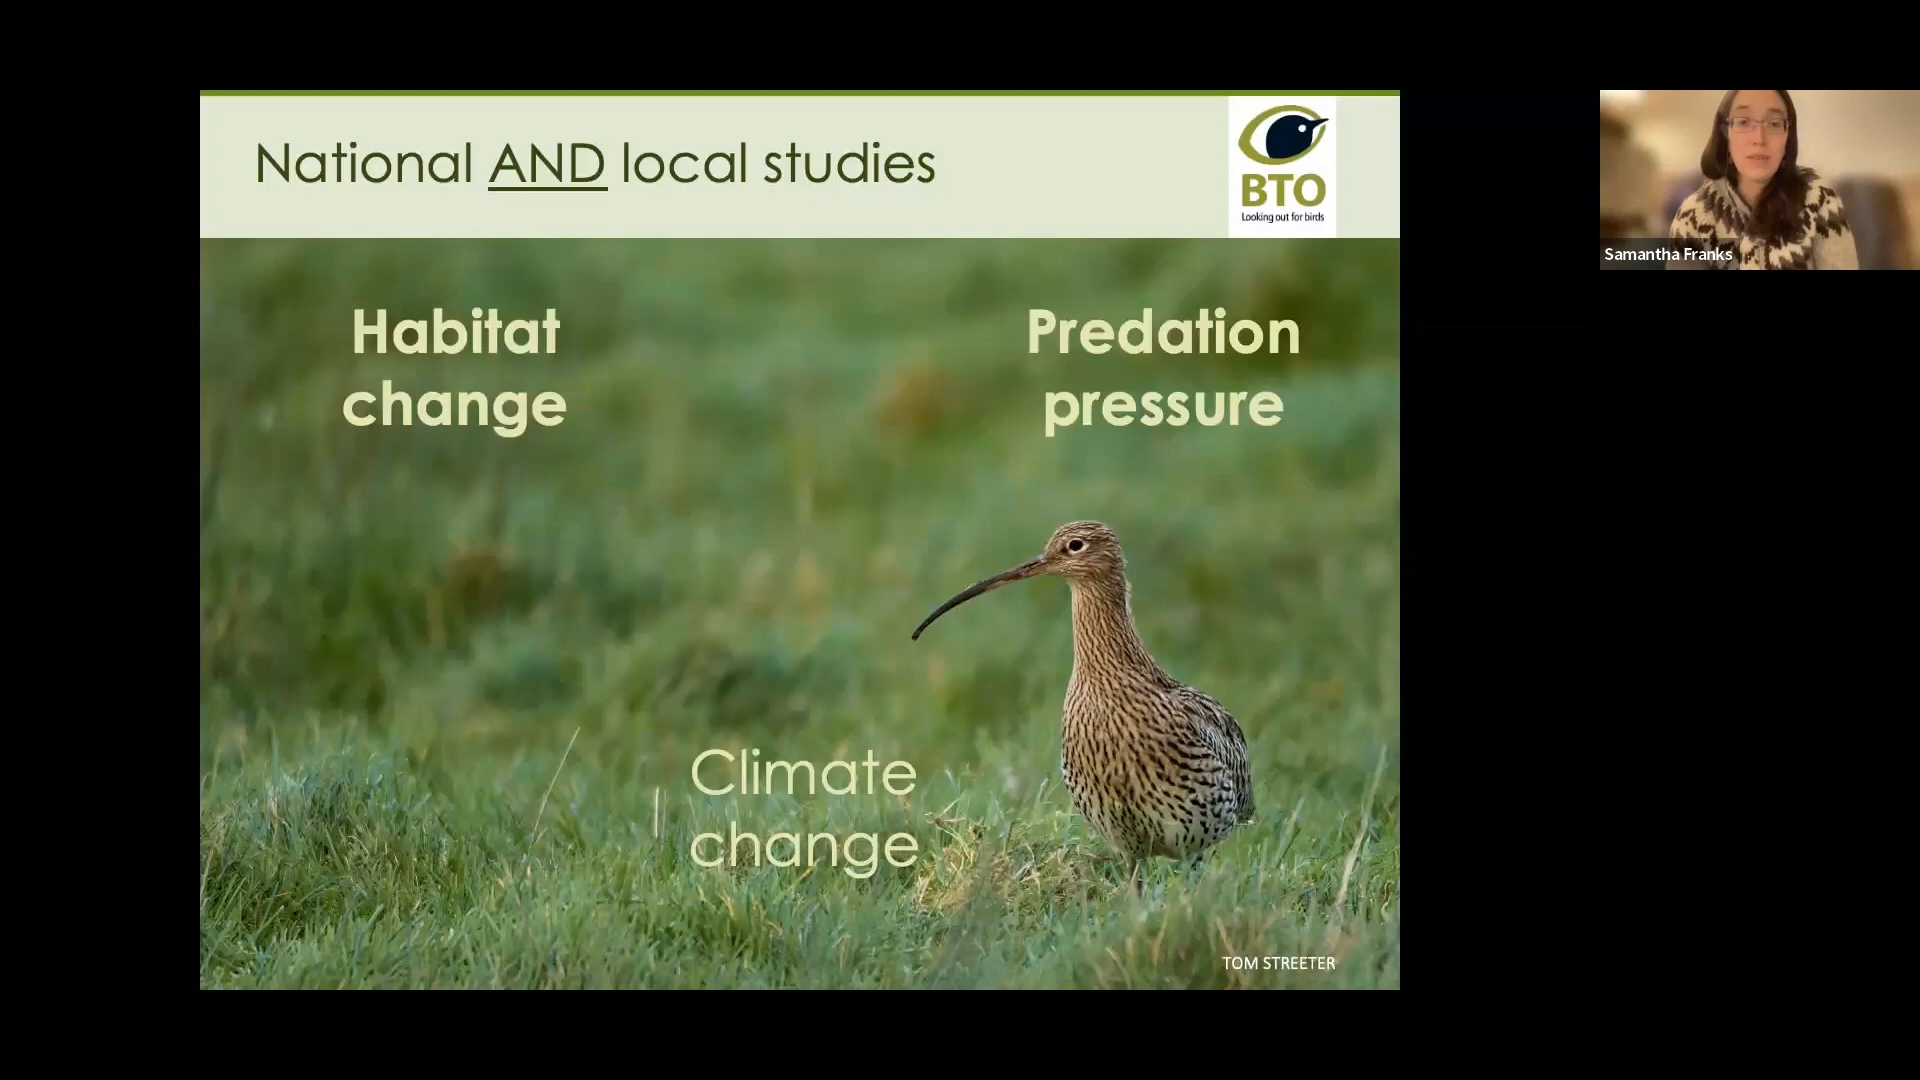 National AND local studies
BTO
Looking out for birds
Samantha Franks
Habitat
change
Predation
pressure
Climate
change
TOM STREETER